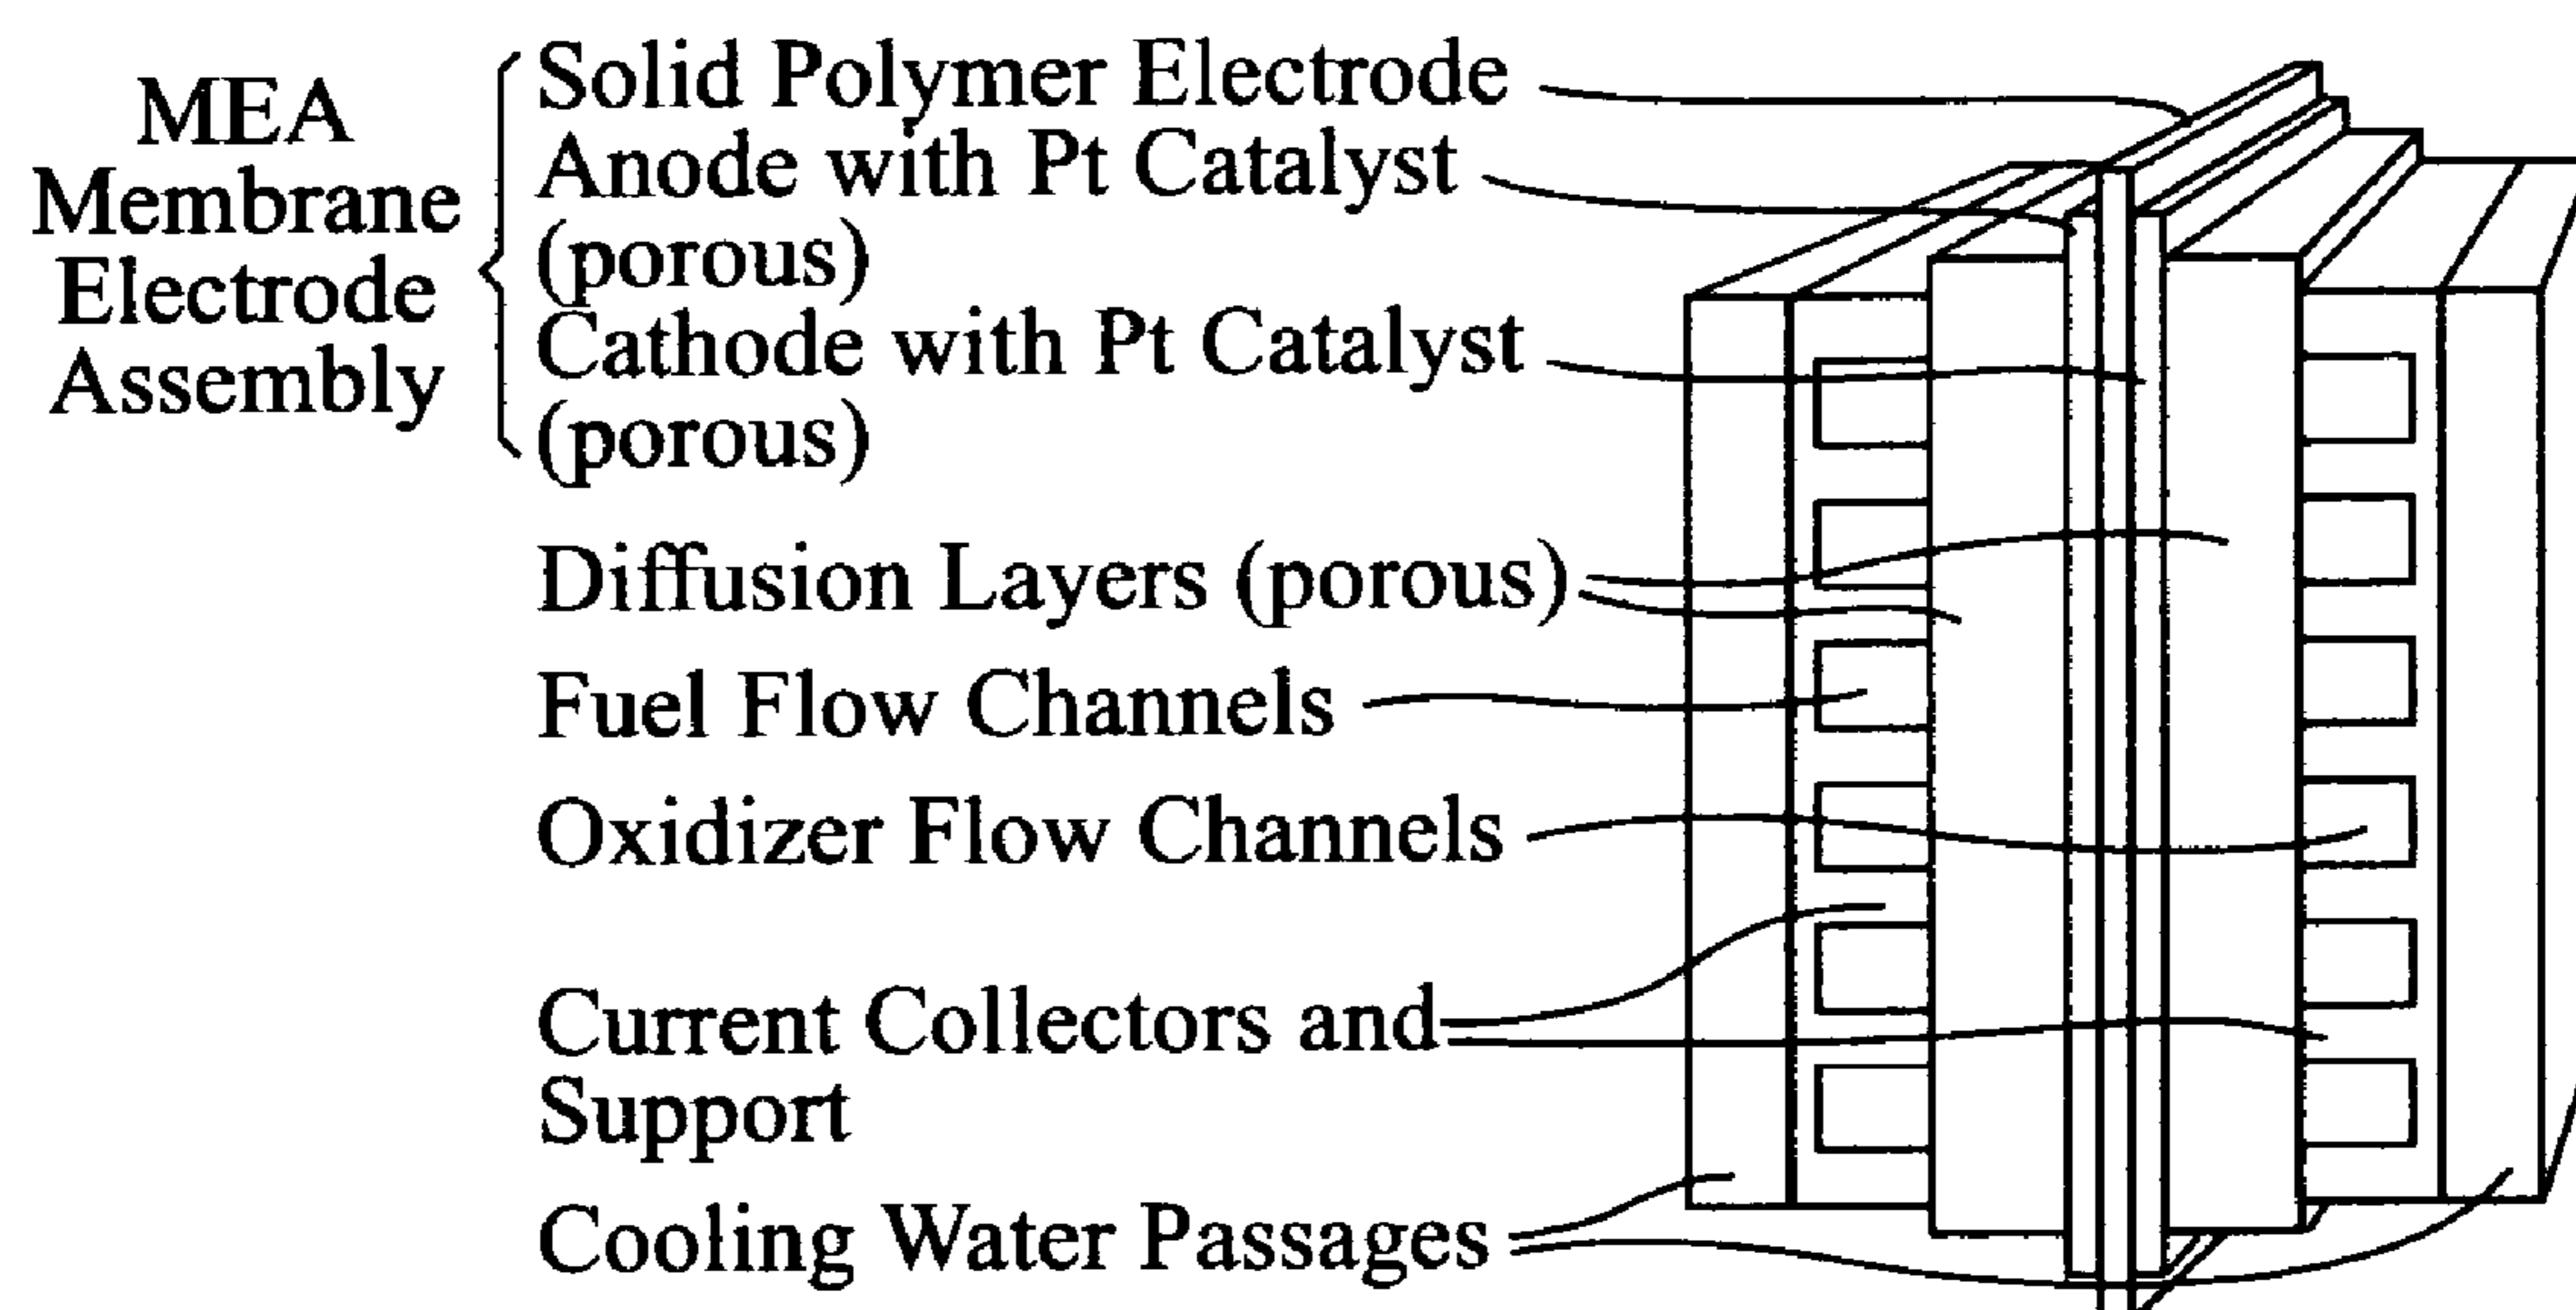 MEA
Membrane
Electrode
Assembly
Solid Polymer Electrode
Anode with Pt Catalyst
(porous)
Cathode with Pt Catalyst
(porous)
Diffusion Layers (porous)
Fuel Flow Channels
Oxidizer Flow Channels
Current Collectors and
Support
Cooling Water Passages